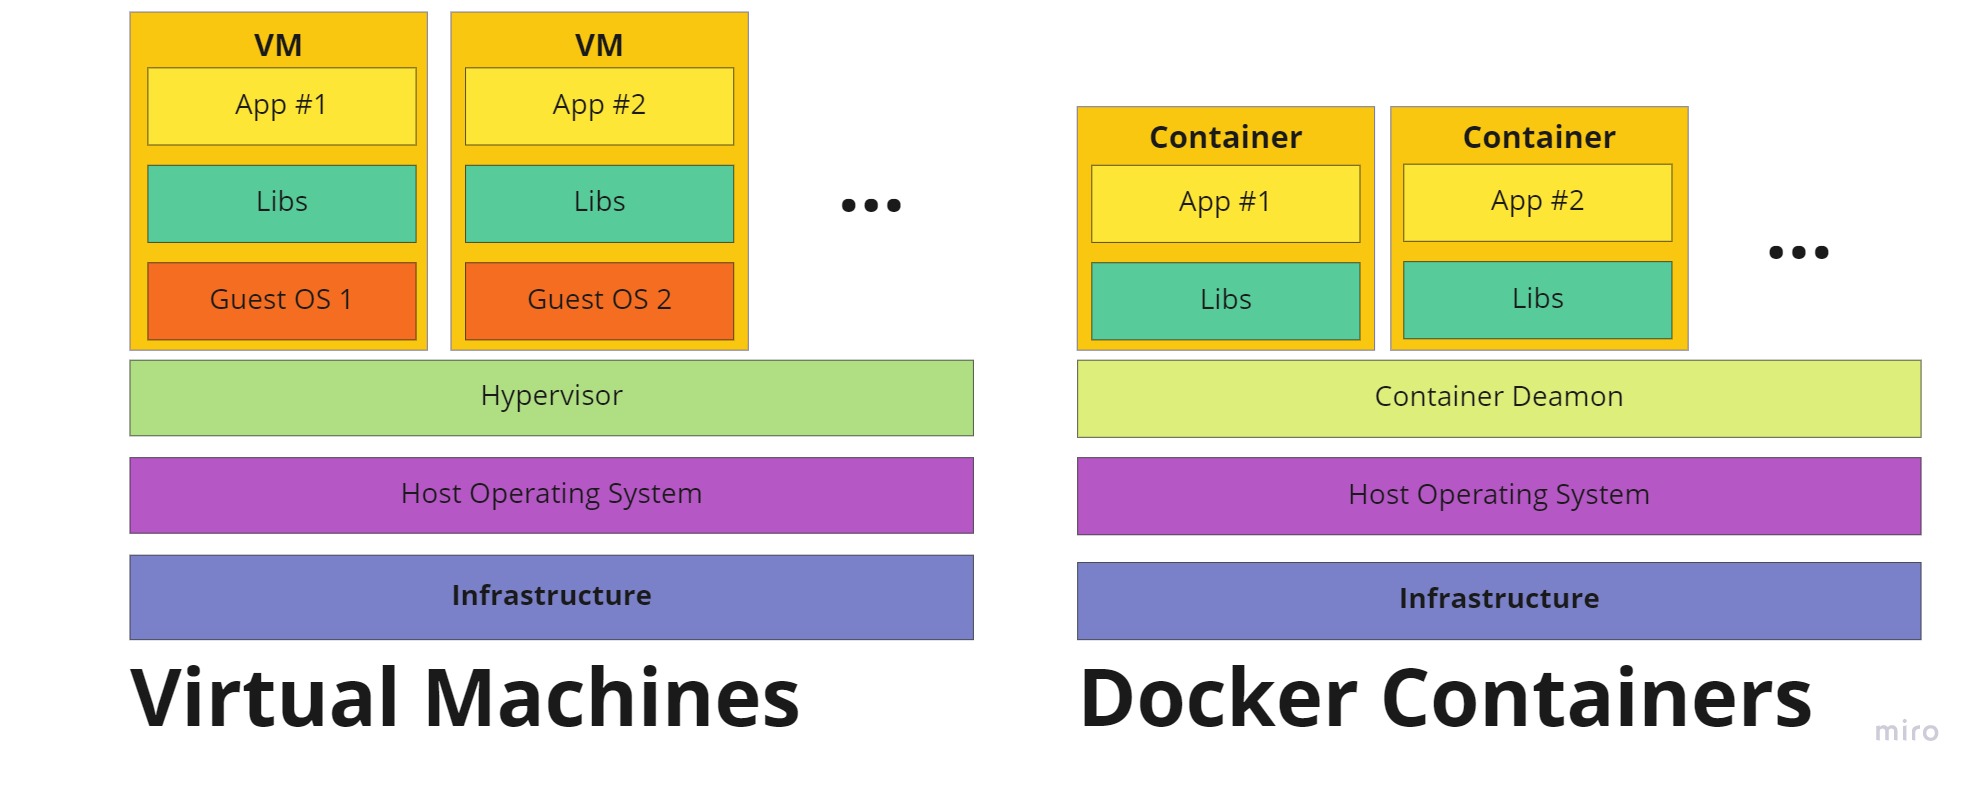 VM
App #1
Libs
Guest OS 1
VM
App #2
Libs
Guest OS 2
...
Hypervisor
Host Operating System
Infrastructure
Virtual Machines
Container
App #1
Libs
Container
App #2
Libs
...
Container Deamon
Host Operating System
Infrastructure
Docker Containers
miro